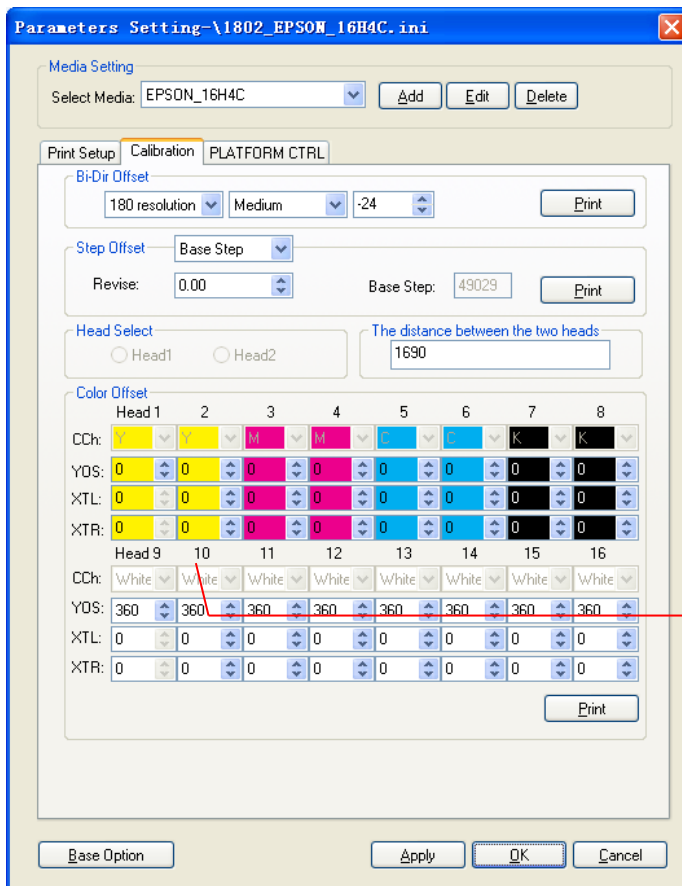 Parameters Setting-\1802_EPSON_16H4C.ini
Media Setting
Select Media: EPSON_16H4C Add Edit Delete
Print Setup Calibration PLATFORM CTRL
Bi-Dir Offset
180 resolution Medium -24 Print
Step Offset Base Step
Revise: 0.00 Base Step: 49029 Print
Head Select The distance between the two heads
Head1 Head2 1690
Color Offset
Head 1 2 3 4 5 6 7 8
CCh: Y Y M M C C K K
YOS: 0 0 0 0 0 0 0 0
XTL: 0 0 0 0 0 0 0 0
XTR: 0 0 0 0 0 0 0 0
Head 9 10 11 12 13 14 15 16
CCh: White White White White White White White White
YOS: 360 360 360 360 360 360 360 360
XTL: 0 0 0 0 0 0 0 0
XTR: 0 0 0 0 0 0 0 0
Print
Base Option Apply OK Cancel